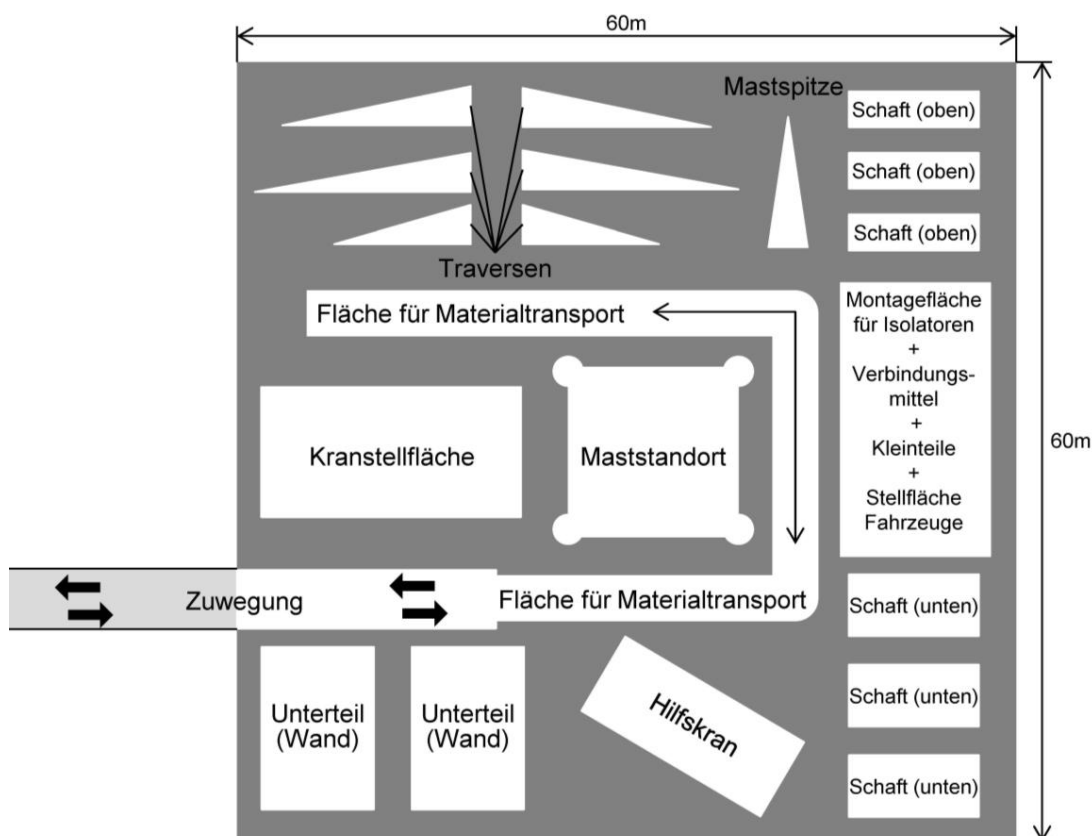 60m
Mastspitze
Schaft (oben)
Schaft (oben)
Schaft (oben)
Traversen
Fläche für Materialtransport
Montagefläche
für Isolatoren
+
Verbindungs-
mittel
+
Kleinteile
+
Stellfläche
Fahrzeuge
60m
Kranstellfläche
Maststandort
Zuwegung
Fläche für Materialtransport
Schaft (unten)
Schaft (unten)
Schaft (unten)
Unterteil
(Wand)
Unterteil
(Wand)
Hilfskran